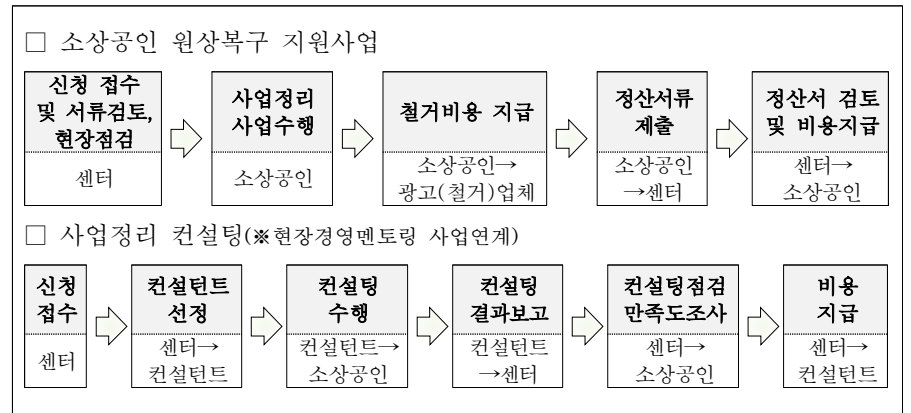 □ 소상공인 원상복구 지원사업
신청 접수
및 서류검토,
현장점검
센터
사업정리
사업수행
소상공인
철거비용 지급
소상공인→
광고(철거)업체
정산서류
제출
소상공인
→센터
정산서 검토
및 비용지급
센터→
소상공인
□ 사업정리 컨설팅(※현장경영멘토링 사업연계)
신청
접수
센터
컨설턴트
선정
센터→
컨설턴트
컨설팅
수행
컨설턴트→
소상공인
컨설팅
결과보고
컨설턴트
→센터
컨설팅점검
만족도조사
센터→
소상공인
비용
지급
센터→
컨설턴트